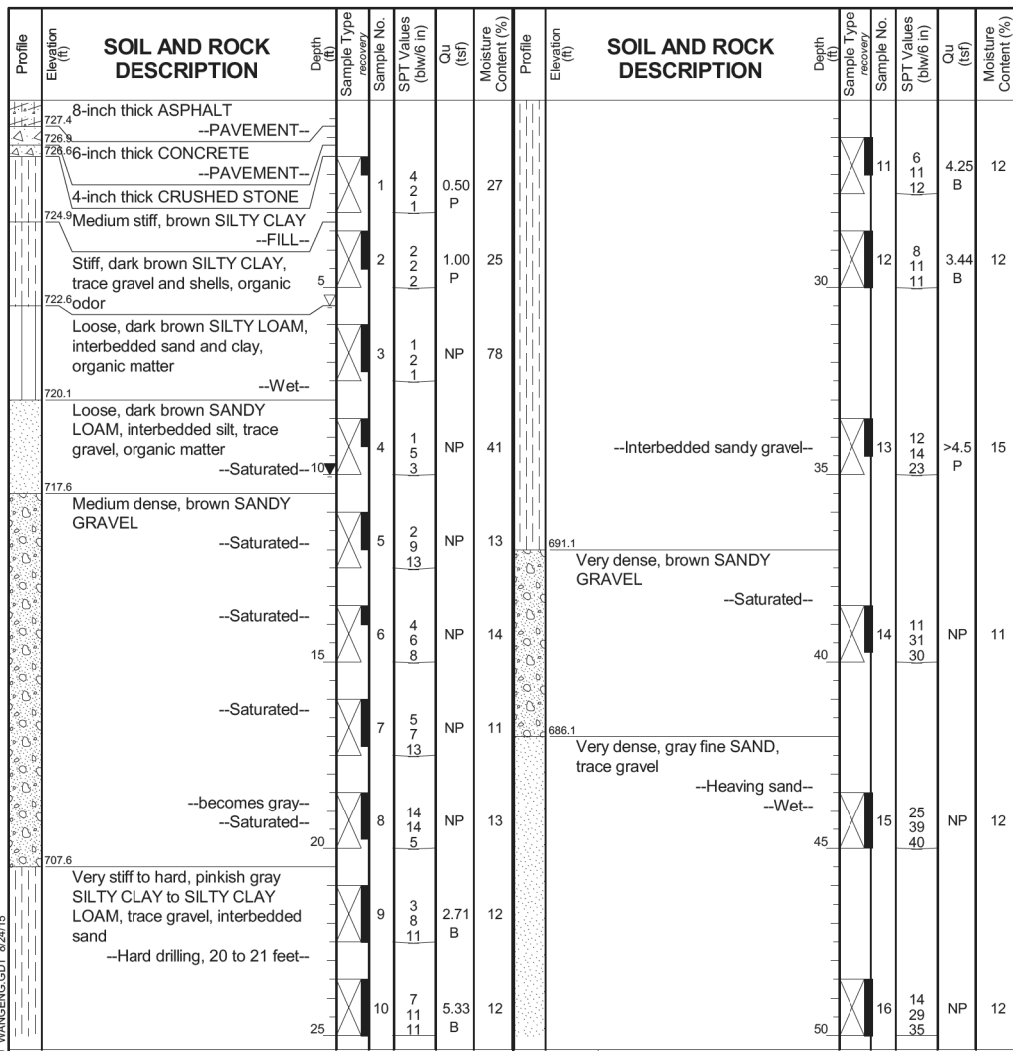 Profile
Elevation (ft)
SOIL AND ROCK
DESCRIPTION
Depth (ft)
Sample Type
recovery
Sample No.
SPT Values (blw/6 in)
Qu (tsf)
Moisture Content (%)
727.4
8-inch thick ASPHALT
--PAVEMENT--
726.9
726.6
6-inch thick CONCRETE
--PAVEMENT--
4-inch thick CRUSHED STONE
1
4
2
1
0.50
P
27
724.9
Medium stiff, brown SILTY CLAY
--FILL--
Stiff, dark brown SILTY CLAY,
trace gravel and shells, organic
odor
5
2
2
2
2
1.00
P
25
722.6
Loose, dark brown SILTY LOAM,
interbedded sand and clay,
organic matter
--Wet--
3
1
2
1
NP
78
720.1
Loose, dark brown SANDY
LOAM, interbedded silt, trace
gravel, organic matter
--Saturated--
10
4
1
5
3
NP
41
717.6
Medium dense, brown SANDY
GRAVEL
--Saturated--
5
2
9
13
NP
13
--Saturated--
15
6
4
6
8
NP
14
--Saturated--
7
5
7
13
NP
11
--becomes gray--
--Saturated--
20
8
14
14
5
NP
13
707.6
Very stiff to hard, pinkish gray
SILTY CLAY to SILTY CLAY
LOAM, trace gravel, interbedded
sand
--Hard drilling, 20 to 21 feet--
9
3
8
11
2.71
B
12
25
10
7
11
11
5.33
B
12
WANGENG.GDT 8/24/15
Profile
Elevation (ft)
SOIL AND ROCK
DESCRIPTION
Depth (ft)
Sample Type
recovery
Sample No.
SPT Values (blw/6 in)
Qu (tsf)
Moisture Content (%)
11
6
11
12
4.25
B
12
30
12
8
11
11
3.44
B
12
--Interbedded sandy gravel--
35
13
12
14
23
>4.5
P
15
691.1
Very dense, brown SANDY
GRAVEL
--Saturated--
40
14
11
31
30
NP
11
686.1
Very dense, gray fine SAND,
trace gravel
--Heaving sand--
--Wet--
45
15
25
39
40
NP
12
50
16
14
29
35
NP
12